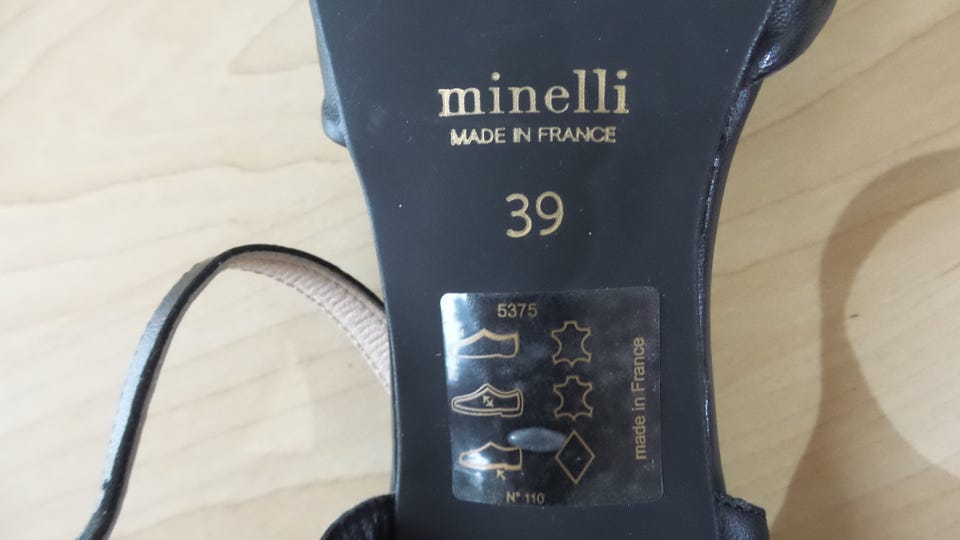 minelli
MADE IN FRANCE
39
5375
made in France
N° 110